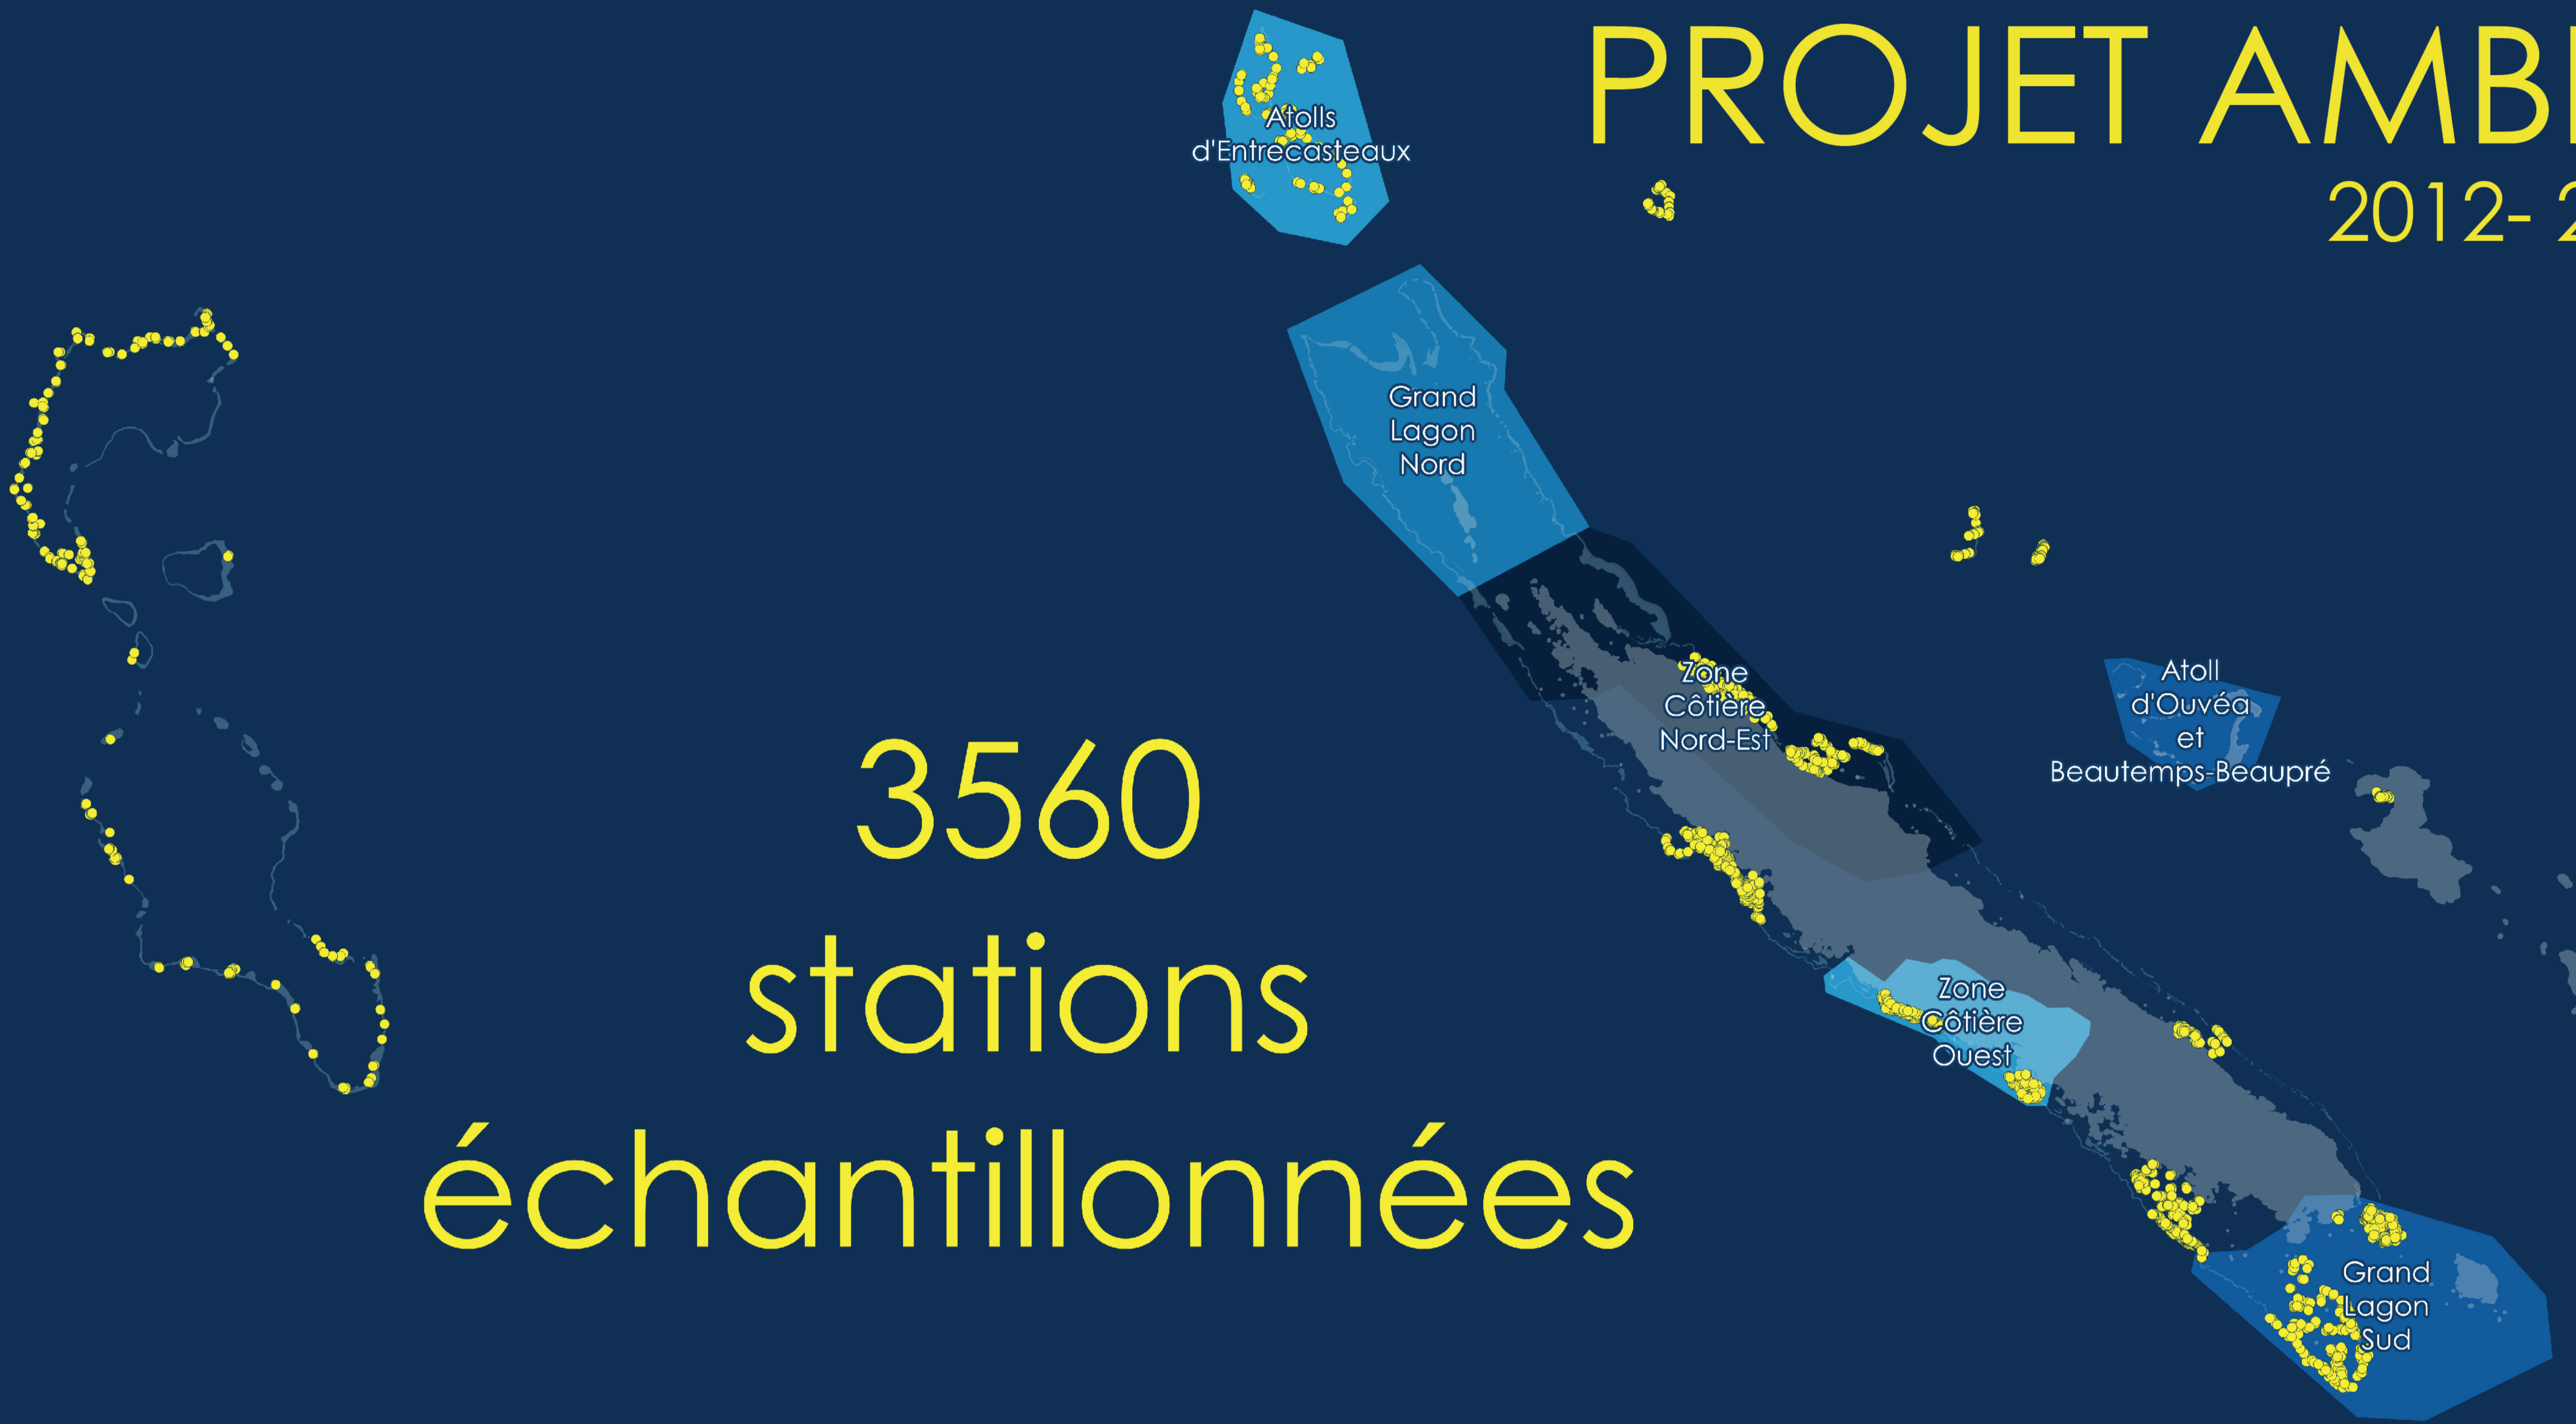 PROJET AMBI
2012- 2
Atolls
d'Entrecasteaux
Grand
Lagon
Nord
Zone
Côtière
Nord-Est
Atoll
d'Ouvéa
et
Beautemps-Beaupré
3560
stations
échantillonnées
Zone
Côtière
Ouest
Grand
Lagon
Sud